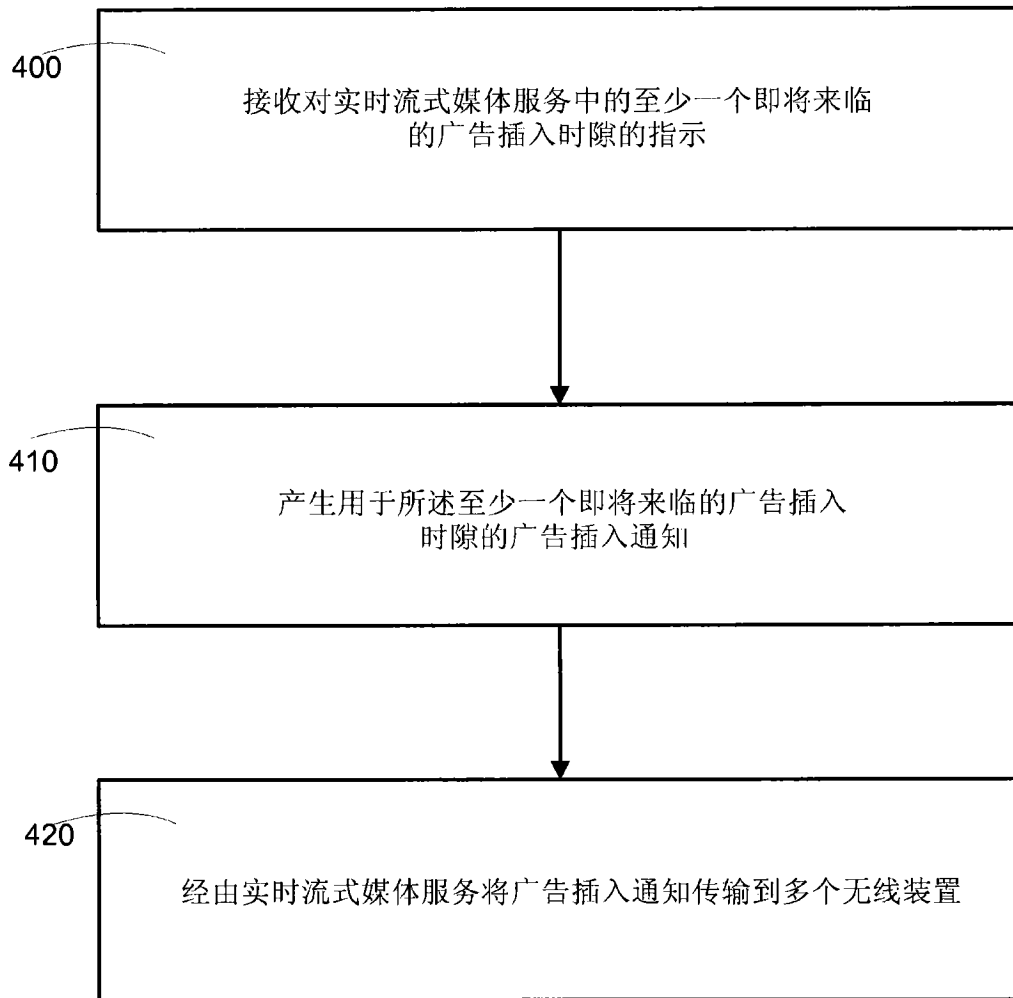 400
接收对实时流式媒体服务中的至少一个即将来临
的广告插入时隙的指示
410
产生用于所述至少一个即将来临的广告插入
时隙的广告插入通知
420
经由实时流式媒体服务将广告插入通知传输到多个无线装置